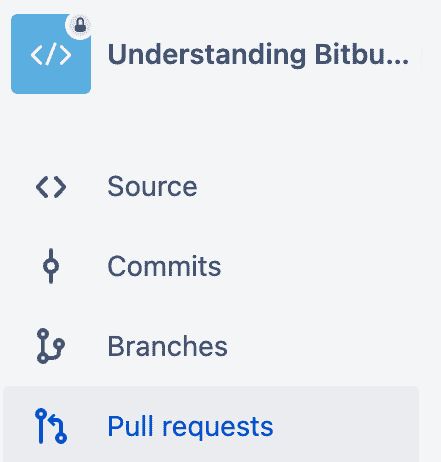 Understanding Bitbu...
Source
Commits
Branches
Pull requests